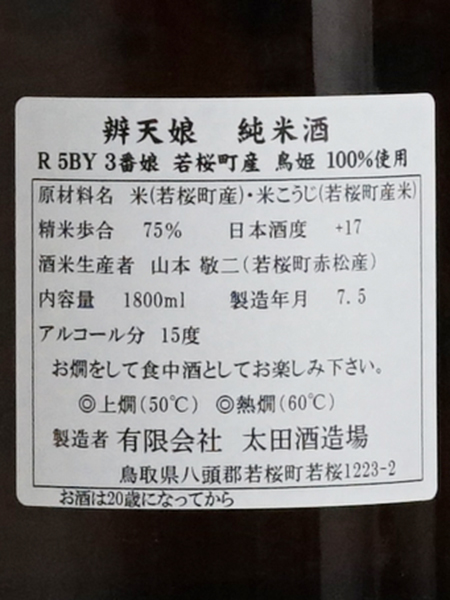 辨天娘 純米酒
R 5BY 3番娘 若桜町産 鳥姫 100%使用
原材料名 米(若桜町産)・米こうじ(若桜町産米)
精米歩合 75% 日本酒度 +17
酒米生産者 山本 敬二(若桜町赤松産)
内容量 1800ml 製造年月 7.5
アルコール分 15度
お燗をして食中酒としてお楽しみ下さい。
◎上燗(50℃) ◎熱燗(60℃)
製造者 有限会社 太田酒造場
鳥取県八頭郡若桜町若桜1223-2
お酒は20歳になってから